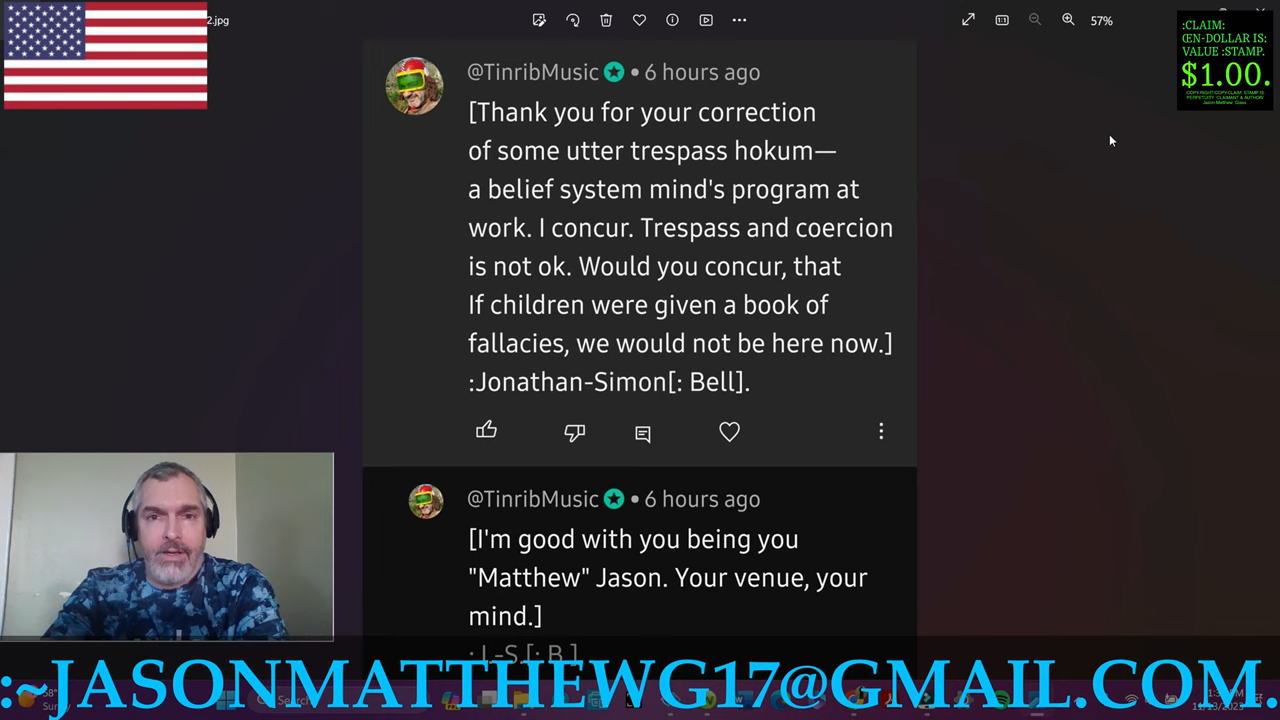 2.jpg
57%
:CLAIM:
ŒN-DOLLAR IS:
VALUE :STAMP.
$1.00.
@TinribMusic • 6 hours ago
[Thank you for your correction
of some utter trespass hokum—
a belief system mind's program at
work. I concur. Trespass and coercion
is not ok. Would you concur, that
If children were given a book of
fallacies, we would not be here now.]
:Jonathan-Simon[: Bell].
@TinribMusic • 6 hours ago
[I'm good with you being you
"Matthew" Jason. Your venue, your
mind.]
:~JASONMATTHEWG17@GMAIL.COM.
Search